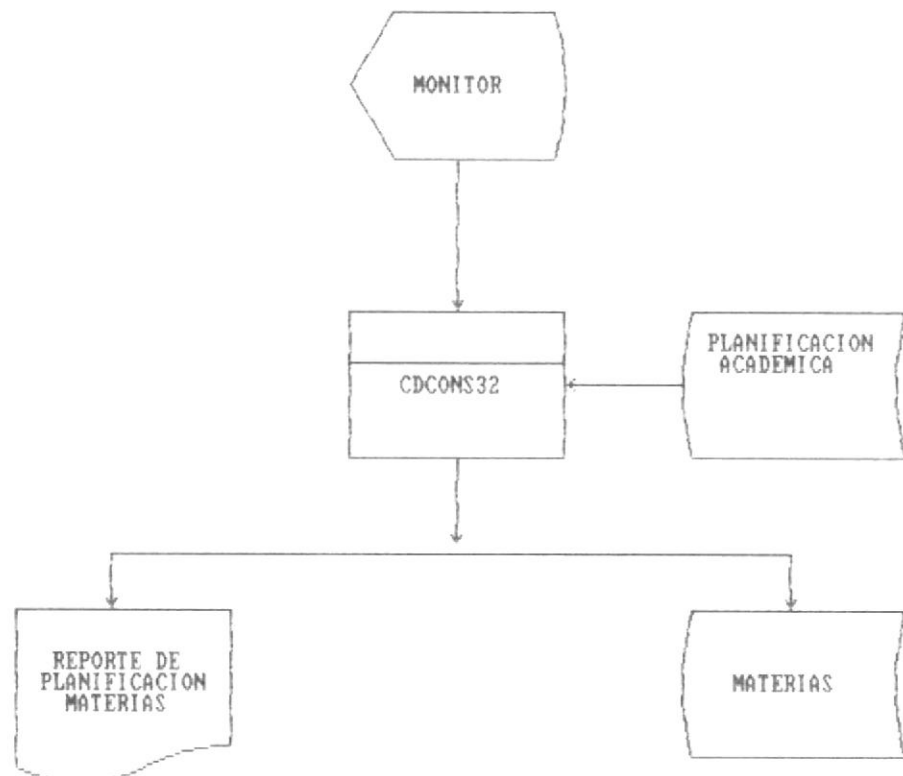 MONITOR
PLANIFICACION
ACADEMICA
CDCONS32
REPORTE DE
PLANIFICACION
MATERIAS
MATERIAS